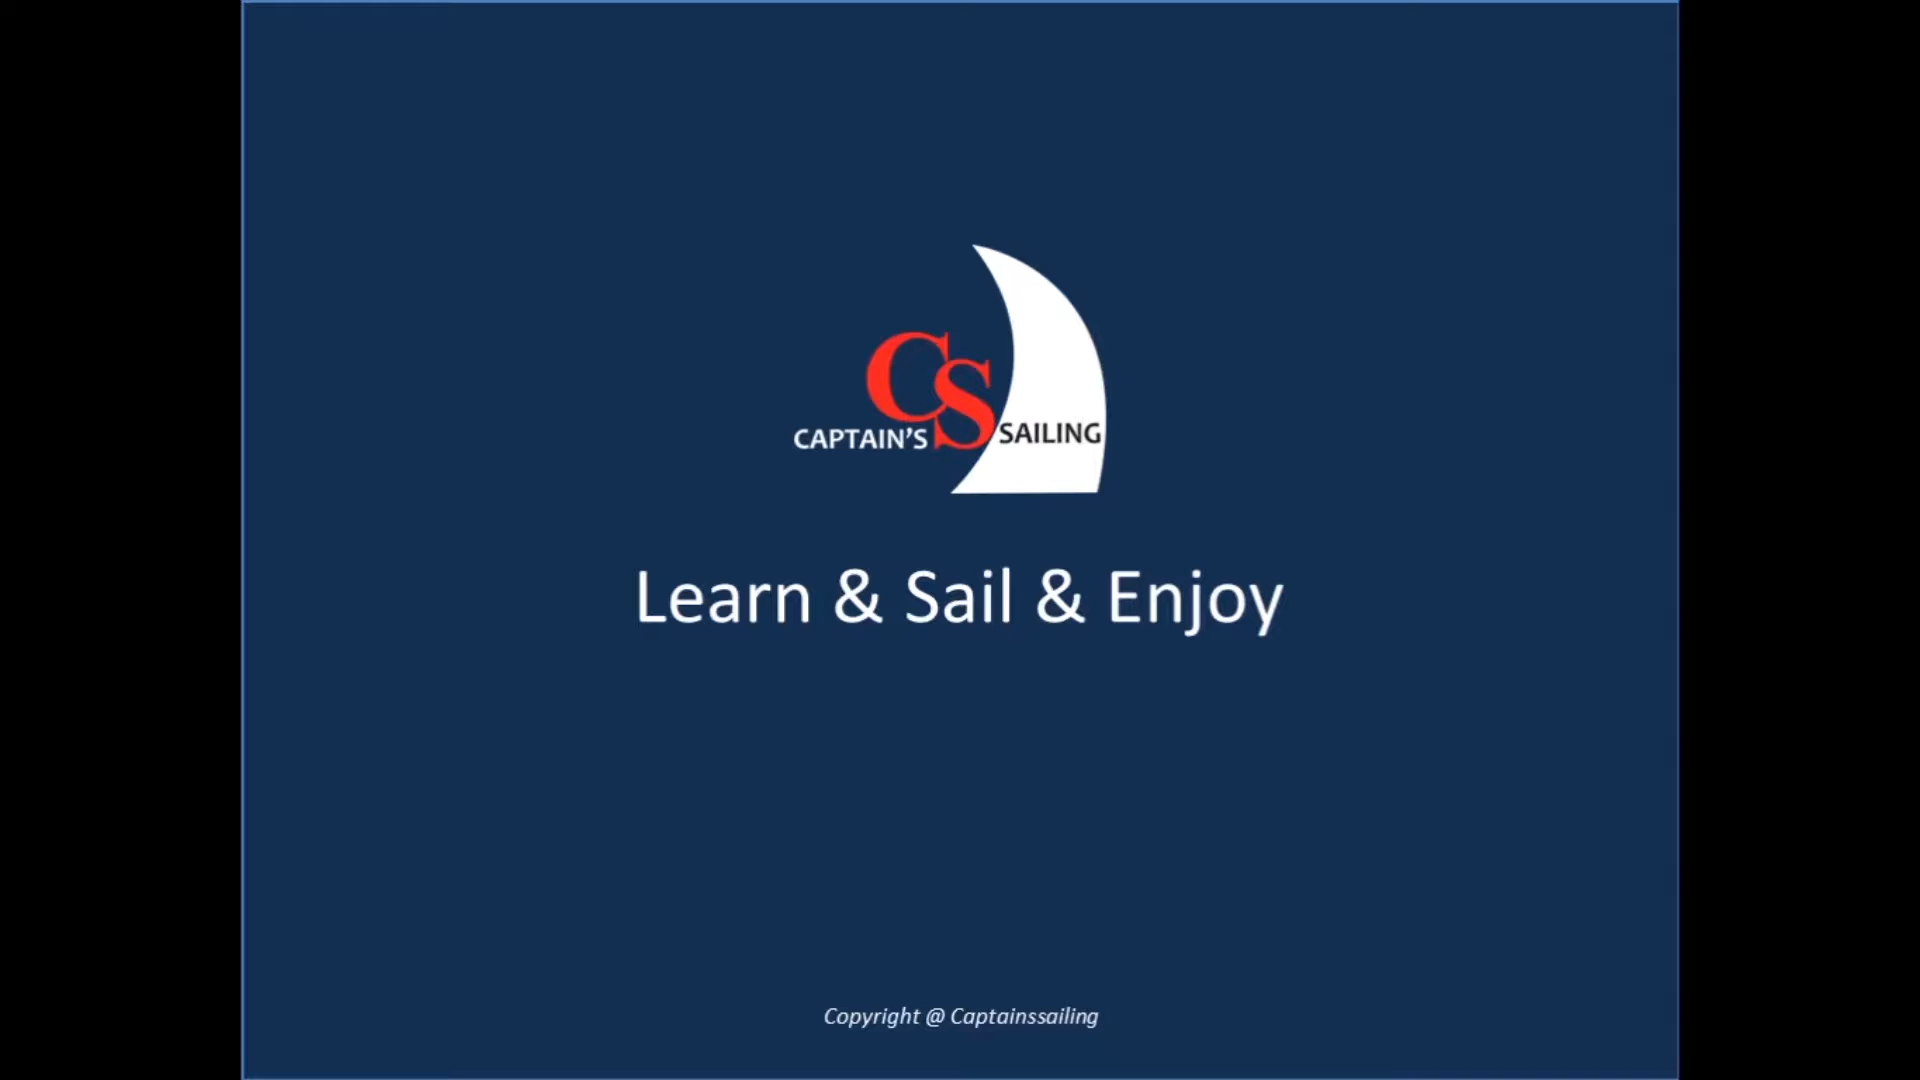 CS
CAPTAIN'S SAILING
Learn & Sail & Enjoy
Copyright @ Captainssailing